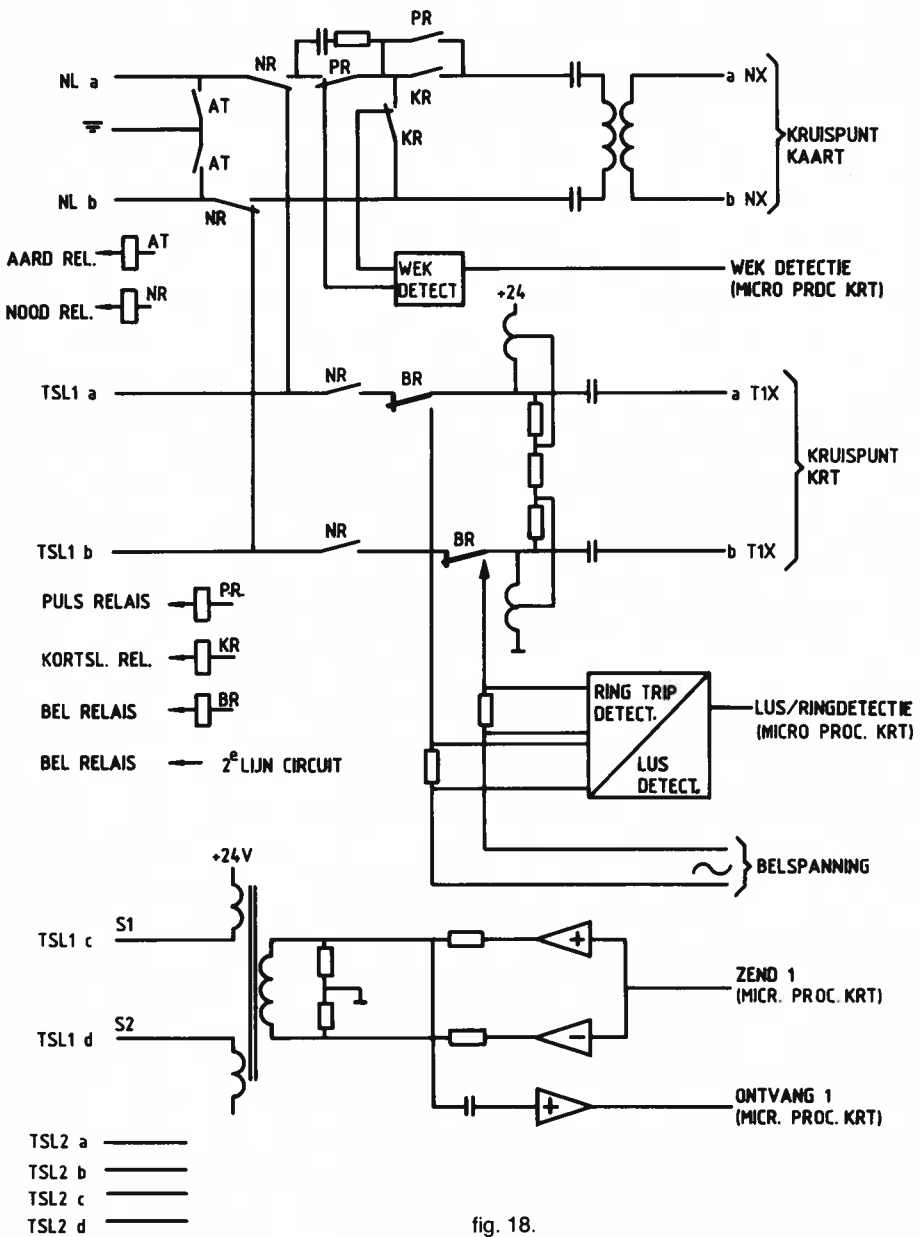 PR
NL a
NR
PR
a NX
AT
KR
KR
KRUISPUNT
KAART
AT
NL b
NR
b NX
AARD REL.
AT
WEK
DETECT
WEK DETECTIE
(MICRO PROC KRT)
+24
NOOD REL.
NR
TSL1 a
NR
BR
a T1X
KRUISPUNT
KRT
TSL1 b
NR
BR
b T1X
PULS RELAIS
P.R.
KORTSL. REL.
KR
BEL RELAIS
BR
BEL RELAIS
2e LIJN CIRCUIT
RING TRIP
DETECT.
LUS
DETECT.
LUS/RINGDETECTIE
(MICRO PROC. KRT)
BELSPANNING
+24V
TSL1 c
S1
+
ZEND 1
(MICR. PROC. KRT)
TSL1 d
S2
-
+
ONTVANG 1
(MICR. PROC. KRT)
TSL2 a
TSL2 b
TSL2 c
TSL2 d
fig. 18.